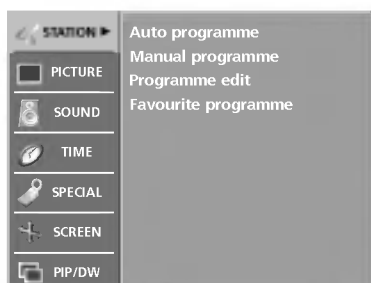 STATION ►
PICTURE
SOUND
TIME
SPECIAL
SCREEN
PIP/DW
Auto programme
Manual programme
Programme edit
Favourite programme